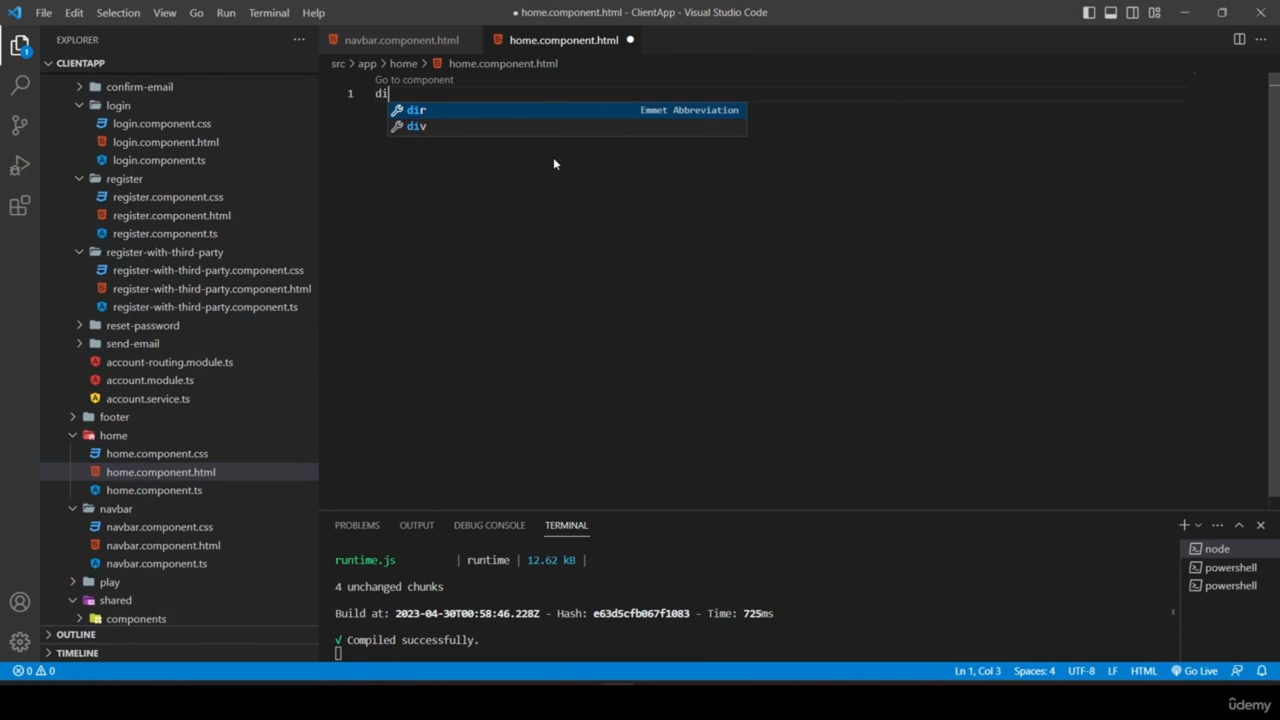 File Edit Selection View Go Run Terminal Help
● home.component.html - ClientApp - Visual Studio Code
EXPLORER
navbar.component.html
home.component.html
CLIENTAPP
src > app > home > home.component.html
Go to component
1 di
dir Emmet Abbreviation
div
confirm-email
login
login.component.css
login.component.html
login.component.ts
register
register.component.css
register.component.html
register.component.ts
register-with-third-party
register-with-third-party.component.css
register-with-third-party.component.html
register-with-third-party.component.ts
reset-password
send-email
account-routing.module.ts
account.module.ts
account.service.ts
footer
home
home.component.css
home.component.html
home.component.ts
navbar
navbar.component.css
navbar.component.html
navbar.component.ts
play
shared
components
OUTLINE
TIMELINE
PROBLEMS OUTPUT DEBUG CONSOLE TERMINAL
runtime.js | runtime | 12.62 kB |
4 unchanged chunks
Build at: 2023-04-30T00:58:46.228Z - Hash: e63d5cfb067f1083 - Time: 725ms
√ Compiled successfully.
node
powershell
powershell
1
0 0
Ln 1, Col 3 Spaces: 4 UTF-8 LF HTML Go Live
ûdemy